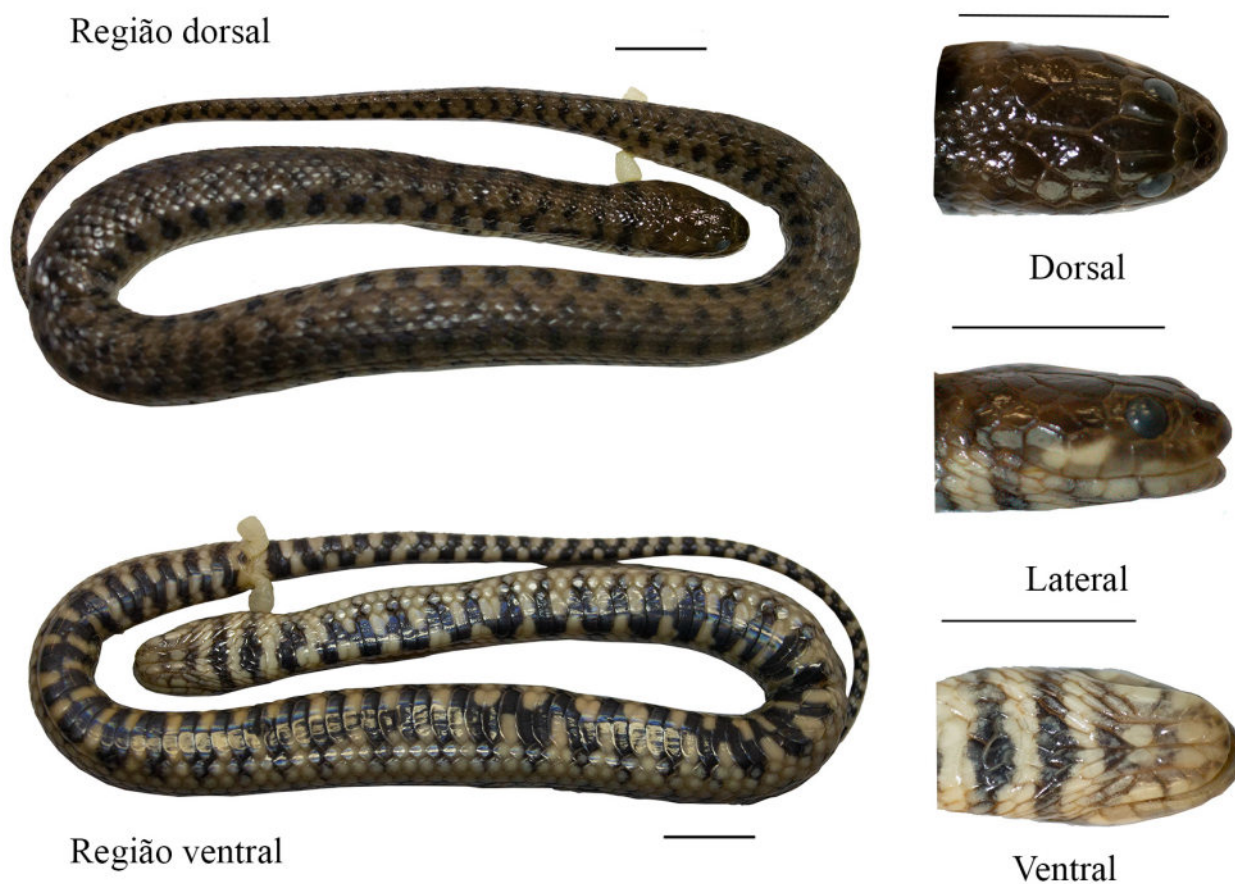 Região dorsal
Dorsal
Lateral
Região ventral
Ventral